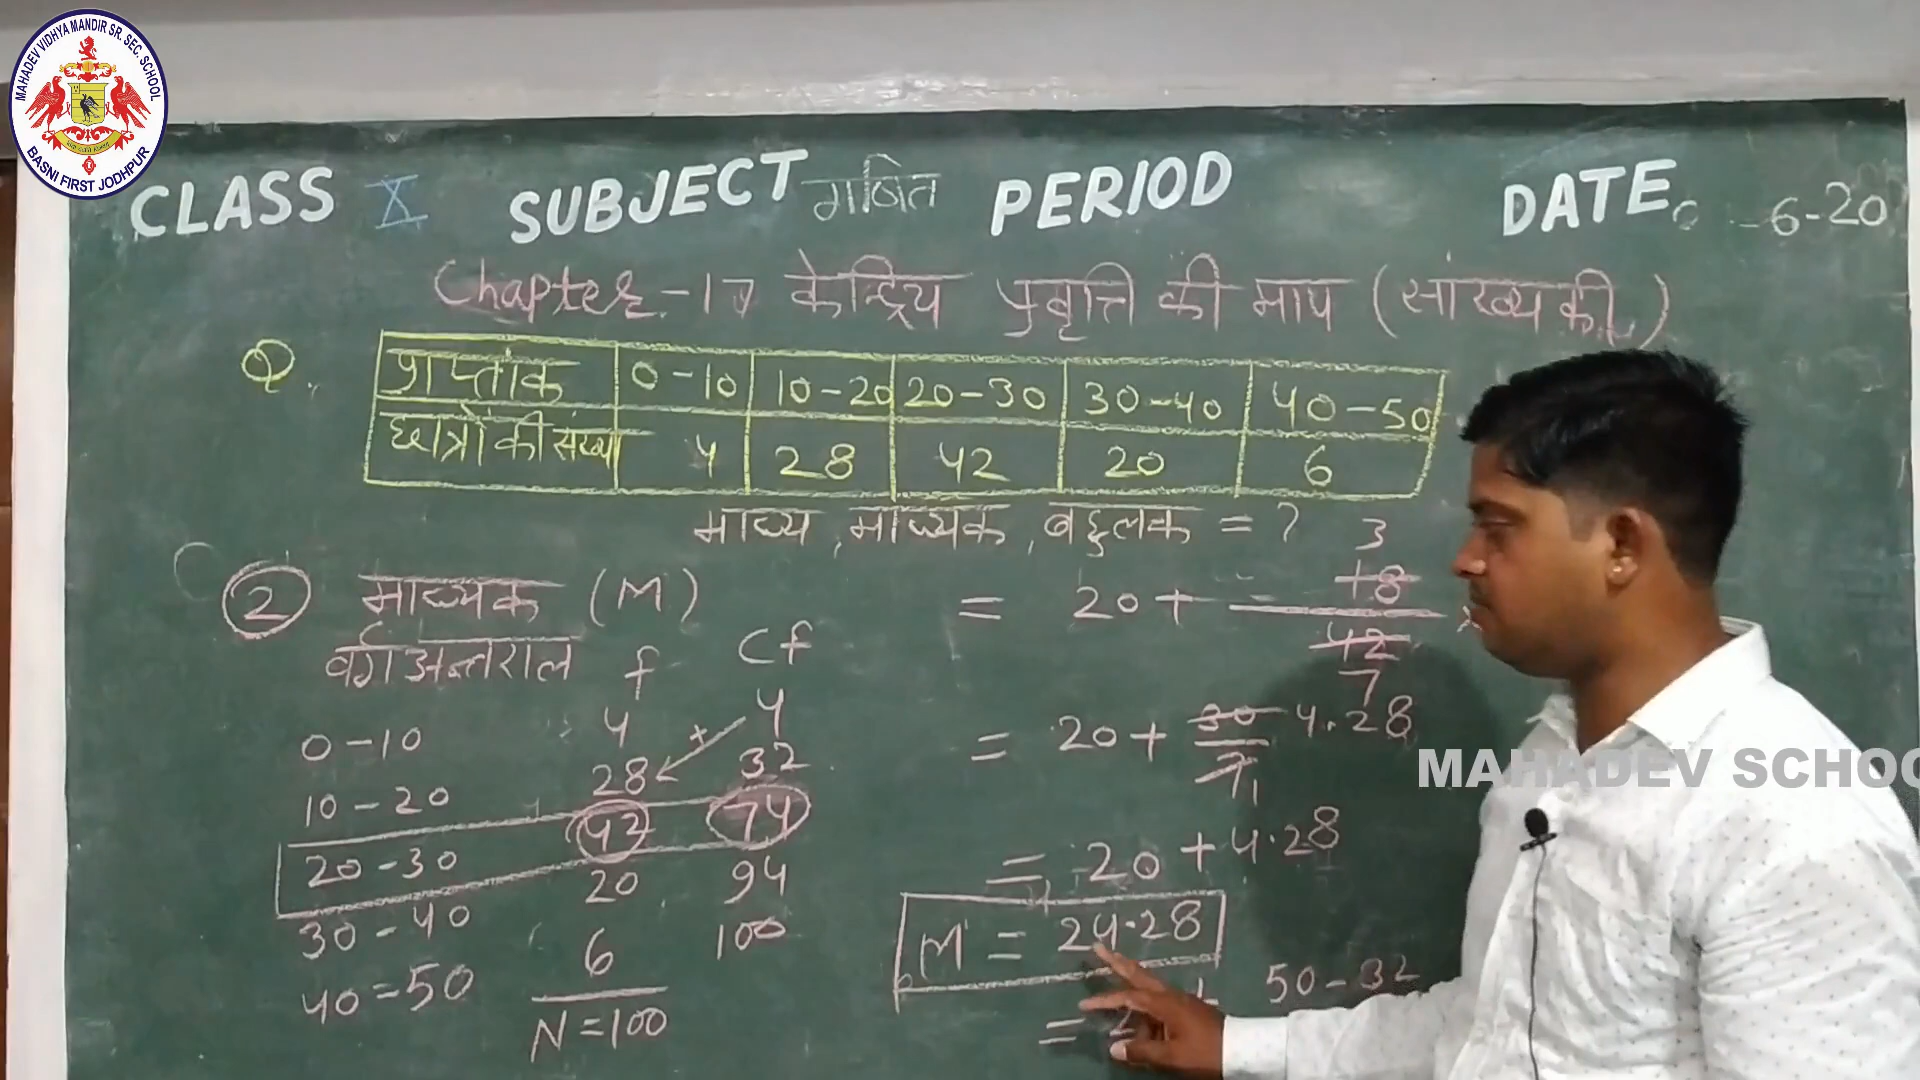 MAHADEV VIDHYA MANDIR SR. SEC. SCHOOL
BASNI FIRST JODHPUR
CLASS X SUBJECT गणित PERIOD DATE 6-20
Chapter-17 केन्द्रिय प्रवृत्ति की माप (सांख्यकी)
Q.
प्राप्तांक 0-10 10-20 20-30 30-40 40-50
छात्रों की संख्या 4 28 42 20 6
माध्य, माध्यक, बहुलक = ?
② माध्यक (M)
वर्ग अन्तराल f Cf
0-10 4 + 4
10-20 28 32
20-30 42 74
30-40 20 94
40=50 6 100
N=100
= 20 + 18/42
3
7
= 20 + 30/7 4.28
1
= 20 + 4.28
M = 24.28
50-32
= 2
MAHADEV SCHOO